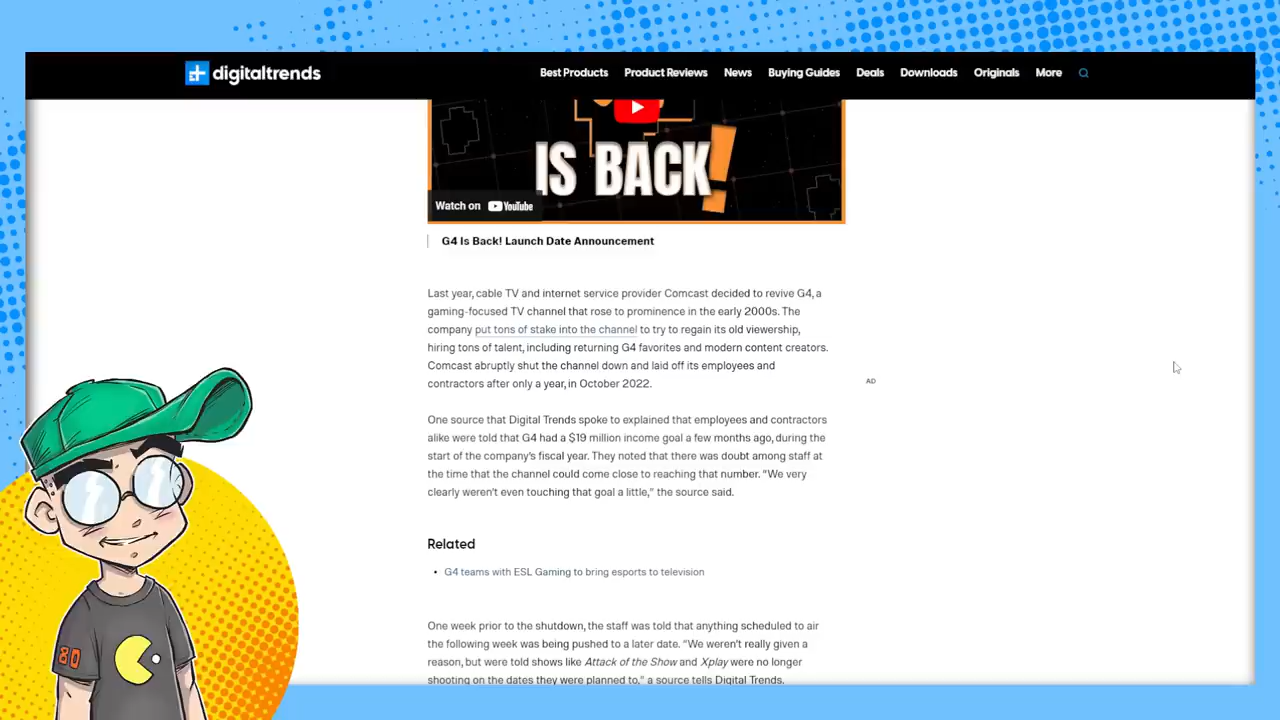 digitaltrends
Best Products Product Reviews News Buying Guides Deals Downloads Originals More
IS BACK!
Watch on YouTube
G4 Is Back! Launch Date Announcement
Last year, cable TV and internet service provider Comcast decided to revive G4, a
gaming-focused TV channel that rose to prominence in the early 2000s. The
company put tons of stake into the channel to try to regain its old viewership,
hiring tons of talent, including returning G4 favorites and modern content creators.
Comcast abruptly shut the channel down and laid off its employees and
contractors after only a year, in October 2022.
AD
One source that Digital Trends spoke to explained that employees and contractors
alike were told that G4 had a $19 million income goal a few months ago, during the
start of the company's fiscal year. They noted that there was doubt among staff at
the time that the channel could come close to reaching that number. “We very
clearly weren't even touching that goal a little,” the source said.
Related
• G4 teams with ESL Gaming to bring esports to television
One week prior to the shutdown, the staff was told that anything scheduled to air
the following week was being pushed to a later date. “We weren't really given a
reason, but were told shows like Attack of the Show and Xplay were no longer
shooting on the dates they were planned to,” a source tells Digital Trends.
80